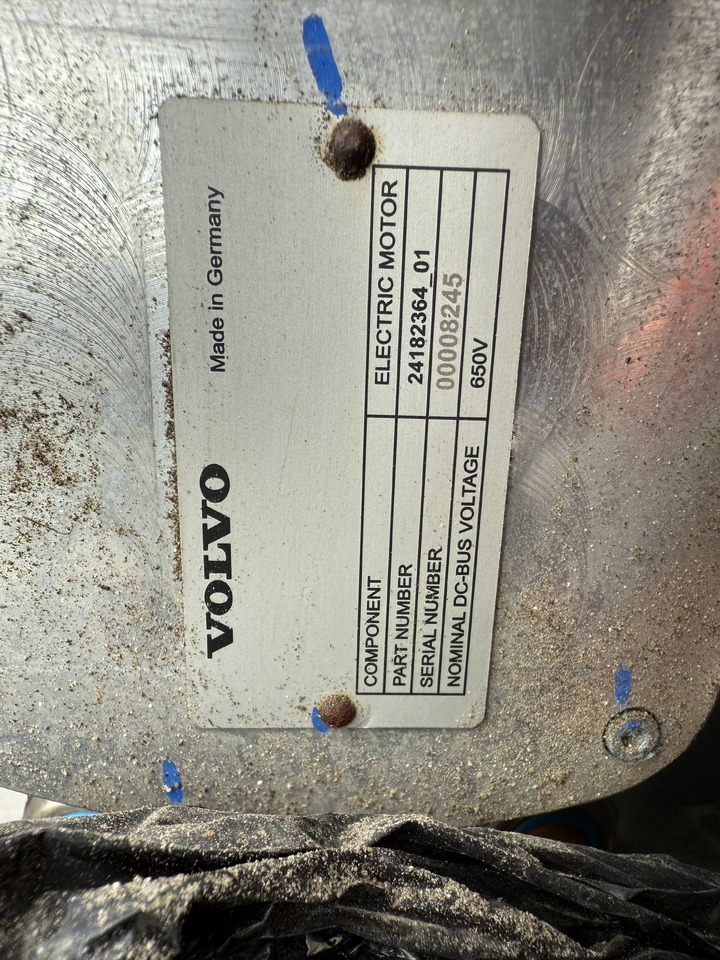 VOLVO Made in Germany
COMPONENT ELECTRIC MOTOR
PART NUMBER 24182364_01
SERIAL NUMBER 00008245
NOMINAL DC-BUS VOLTAGE 650V